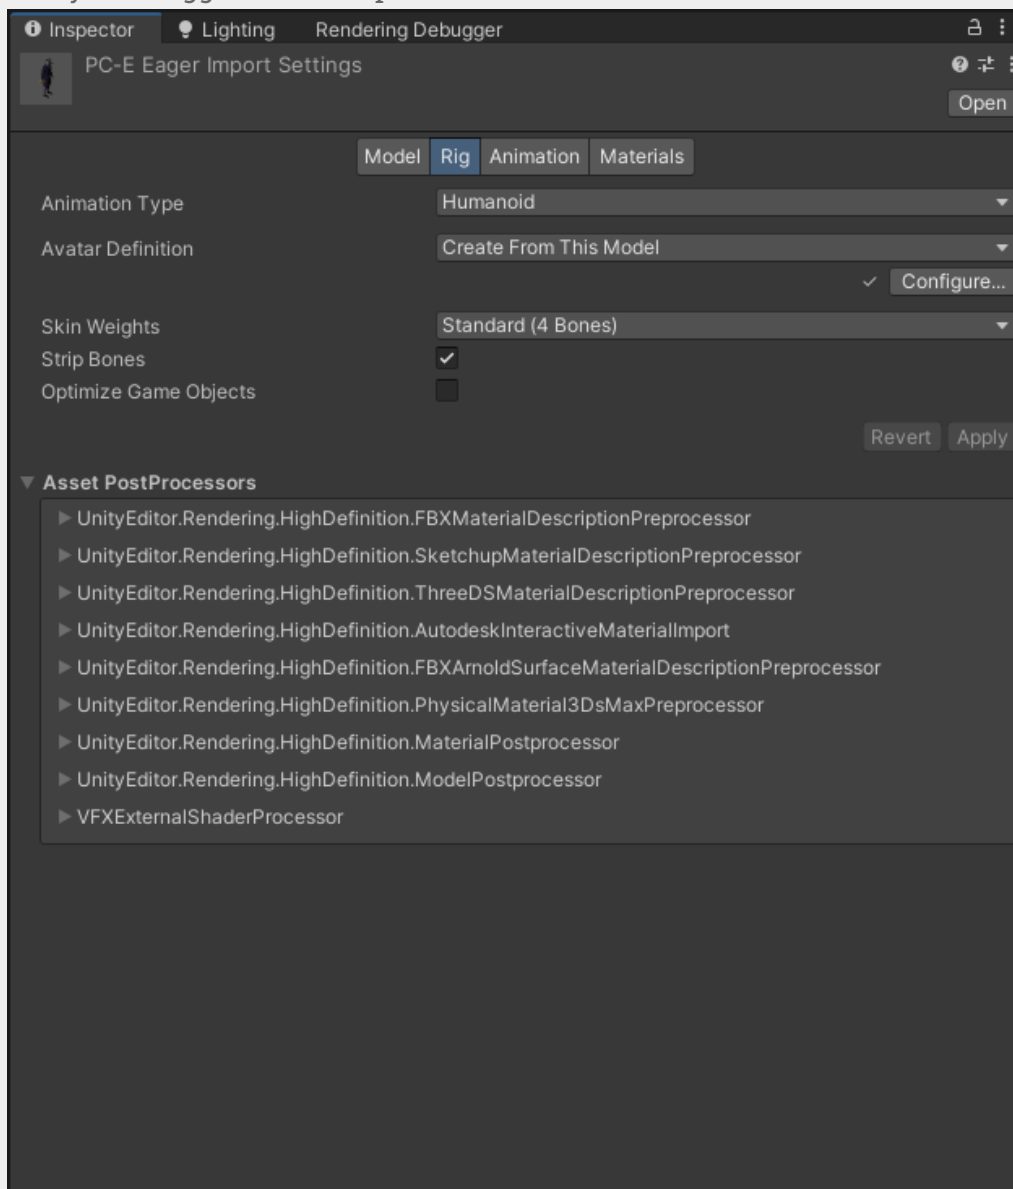 Inspector Lighting Rendering Debugger
PC-E Eager Import Settings
Open
Model Rig Animation Materials
Animation Type Humanoid
Avatar Definition Create From This Model
Configure...
Skin Weights Standard (4 Bones)
Strip Bones
Optimize Game Objects
Revert Apply
Asset PostProcessors
UnityEditor.Rendering.HighDefinition.FBXMaterialDescriptionPreprocessor
UnityEditor.Rendering.HighDefinition.SketchupMaterialDescriptionPreprocessor
UnityEditor.Rendering.HighDefinition.ThreeDSMaterialDescriptionPreprocessor
UnityEditor.Rendering.HighDefinition.AutodeskInteractiveMaterialImport
UnityEditor.Rendering.HighDefinition.FBXArnoldSurfaceMaterialDescriptionPreprocessor
UnityEditor.Rendering.HighDefinition.PhysicalMaterial3DsMaxPreprocessor
UnityEditor.Rendering.HighDefinition.MaterialPostprocessor
UnityEditor.Rendering.HighDefinition.ModelPostprocessor
VFXExternalShaderProcessor